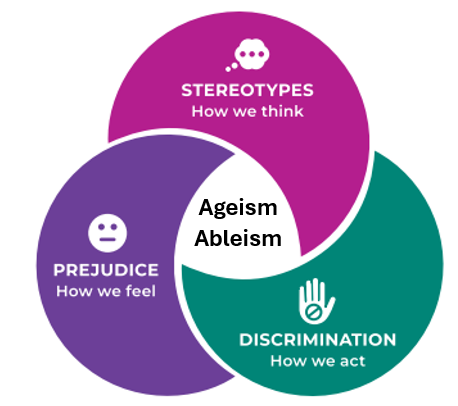 STEREOTYPES
How we think
Ageism
Ableism
PREJUDICE
How we feel
DISCRIMINATION
How we act